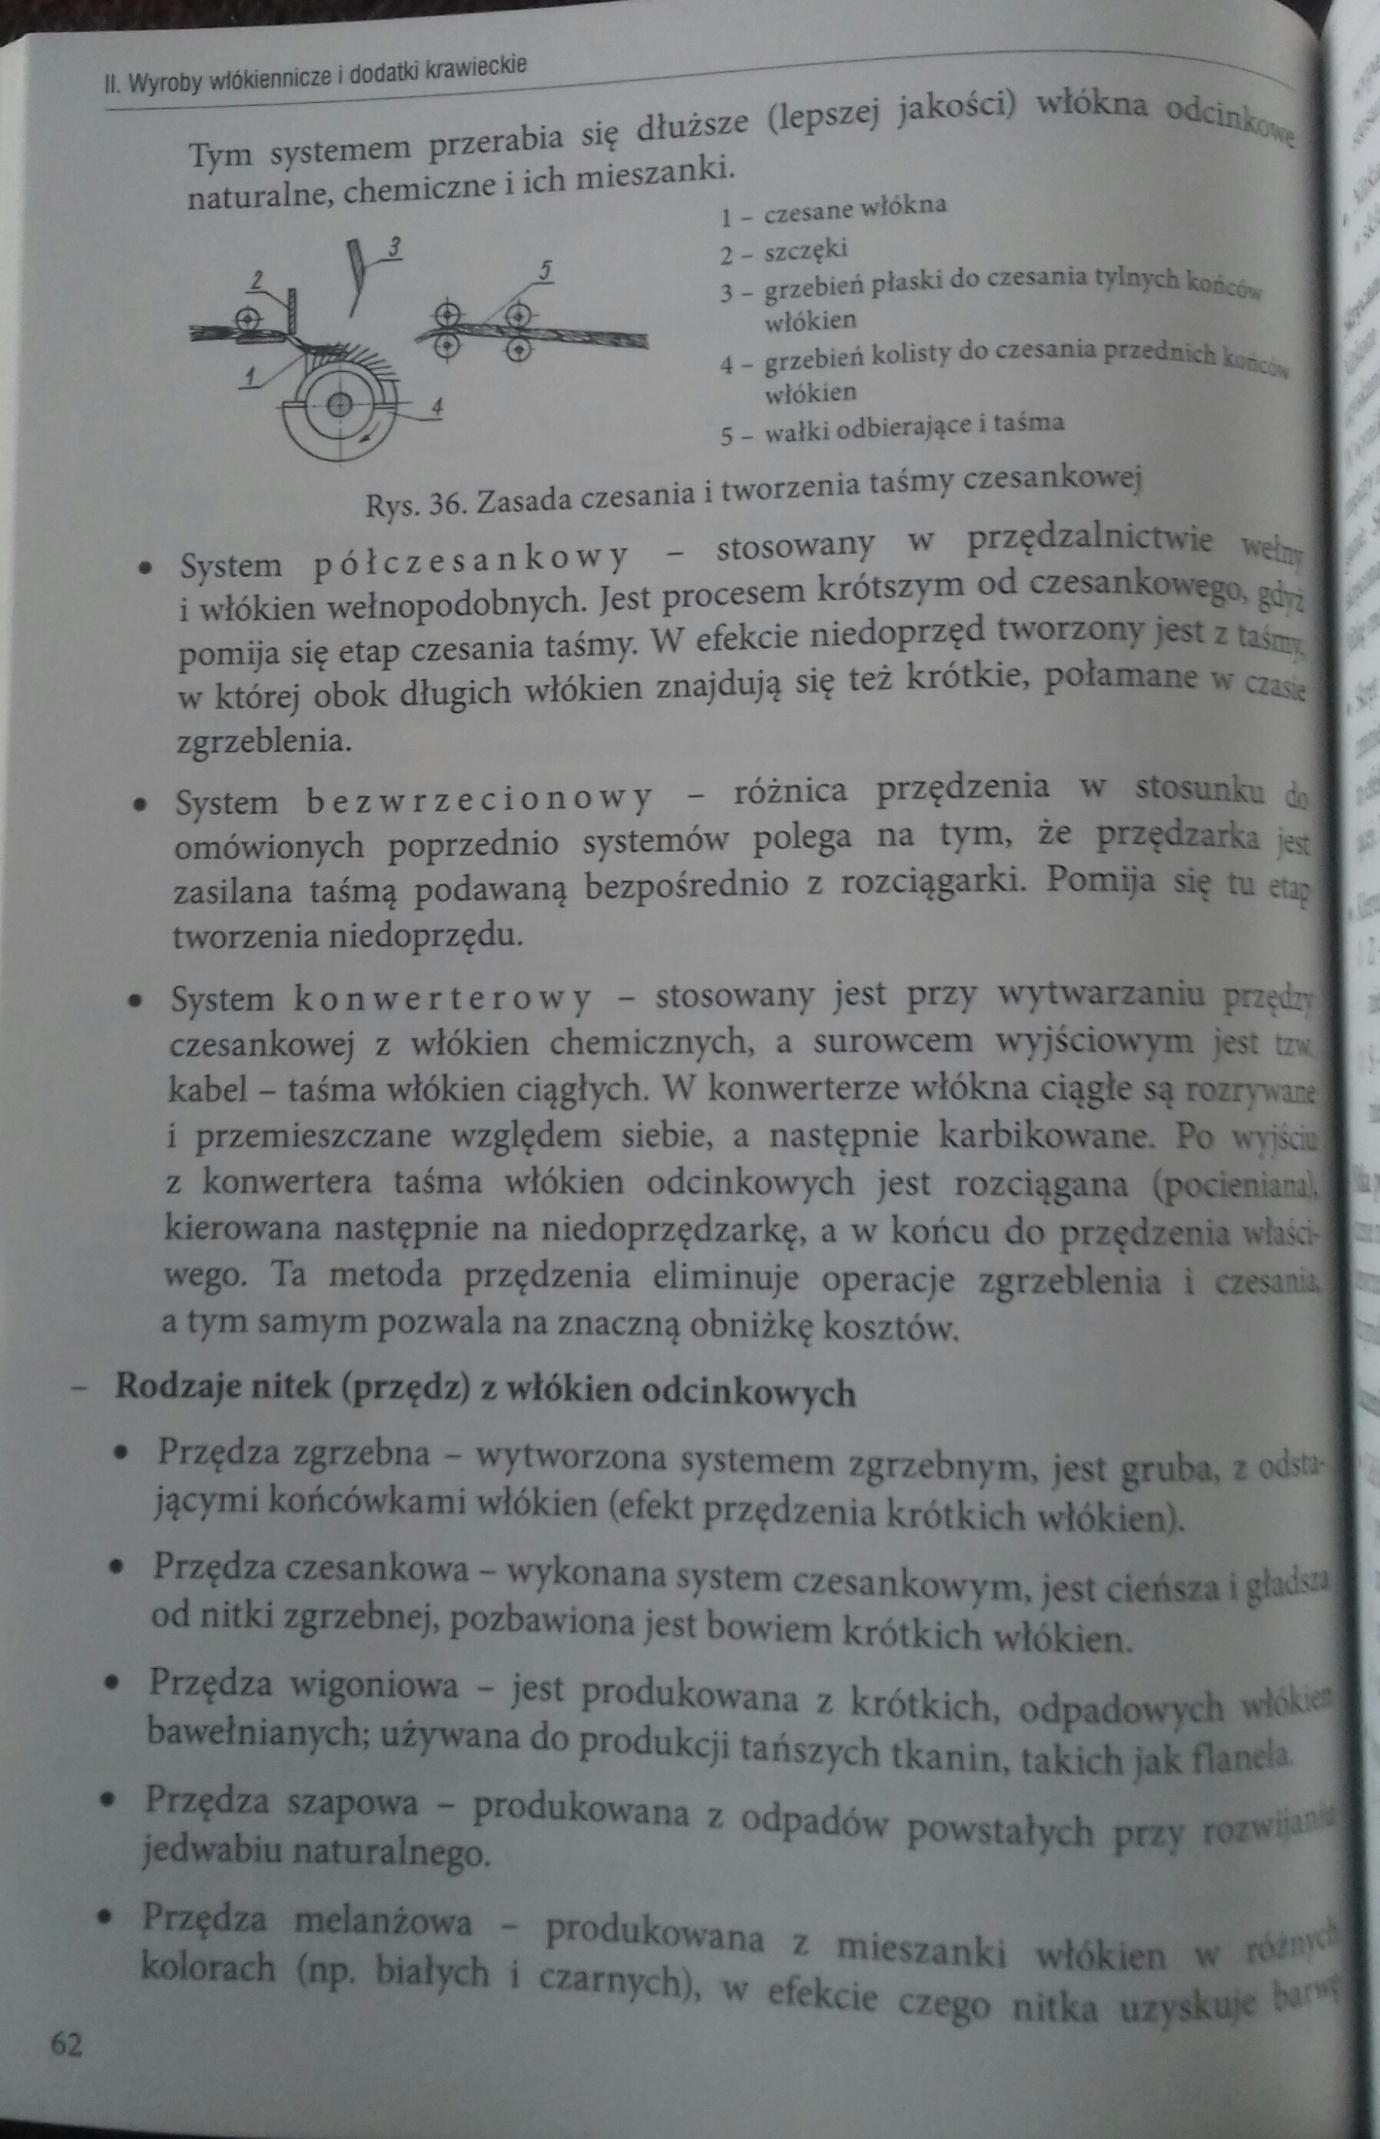 II. Wyroby włókiennicze i dodatki krawieckie
Tym systemem przerabia się dłuższe (lepszej jakości) włókna odcinkowe
naturalne, chemiczne i ich mieszanki.
3
2
5
1
4
1 – czesane włókna
2 – szczęki
3 – grzebień płaski do czesania tylnych końców
włókien
4 – grzebień kolisty do czesania przednich końców
włókien
5 – wałki odbierające i taśma
Rys. 36. Zasada czesania i tworzenia taśmy czesankowej
• System półczesankowy – stosowany w przędzalnictwie wełny
i włókien wełnopodobnych. Jest procesem krótszym od czesankowego, gdyż
pomija się etap czesania taśmy. W efekcie niedoprzęd tworzony jest z taśmy,
w której obok długich włókien znajdują się też krótkie, połamane w czasie
zgrzeblenia.
• System bezwrzecionowy – różnica przędzenia w stosunku do
omówionych poprzednio systemów polega na tym, że przędzarka jest
zasilana taśmą podawaną bezpośrednio z rozciągarki. Pomija się tu etap
tworzenia niedoprzędu.
• System konwerterowy – stosowany jest przy wytwarzaniu przędzy
czesankowej z włókien chemicznych, a surowcem wyjściowym jest tzw.
kabel – taśma włókien ciągłych. W konwerterze włókna ciągłe są rozrywane
i przemieszczane względem siebie, a następnie karbikowane. Po wyjściu
z konwertera taśma włókien odcinkowych jest rozciągana (pocieniana),
kierowana następnie na niedoprzędzarkę, a w końcu do przędzenia właści-
wego. Ta metoda przędzenia eliminuje operacje zgrzeblenia i czesania,
a tym samym pozwala na znaczną obniżkę kosztów.
– Rodzaje nitek (przędz) z włókien odcinkowych
• Przędza zgrzebna – wytworzona systemem zgrzebnym, jest gruba, z odsta-
jącymi końcówkami włókien (efekt przędzenia krótkich włókien).
• Przędza czesankowa – wykonana system czesankowym, jest cieńsza i gładsza
od nitki zgrzebnej, pozbawiona jest bowiem krótkich włókien.
• Przędza wigoniowa – jest produkowana z krótkich, odpadowych włókien
bawełnianych; używana do produkcji tańszych tkanin, takich jak flanela.
• Przędza szapowa – produkowana z odpadów powstałych przy rozwijaniu
jedwabiu naturalnego.
• Przędza melanżowa – produkowana z mieszanki włókien w różnych
kolorach (np. białych i czarnych), w efekcie czego nitka uzyskuje barwę
62